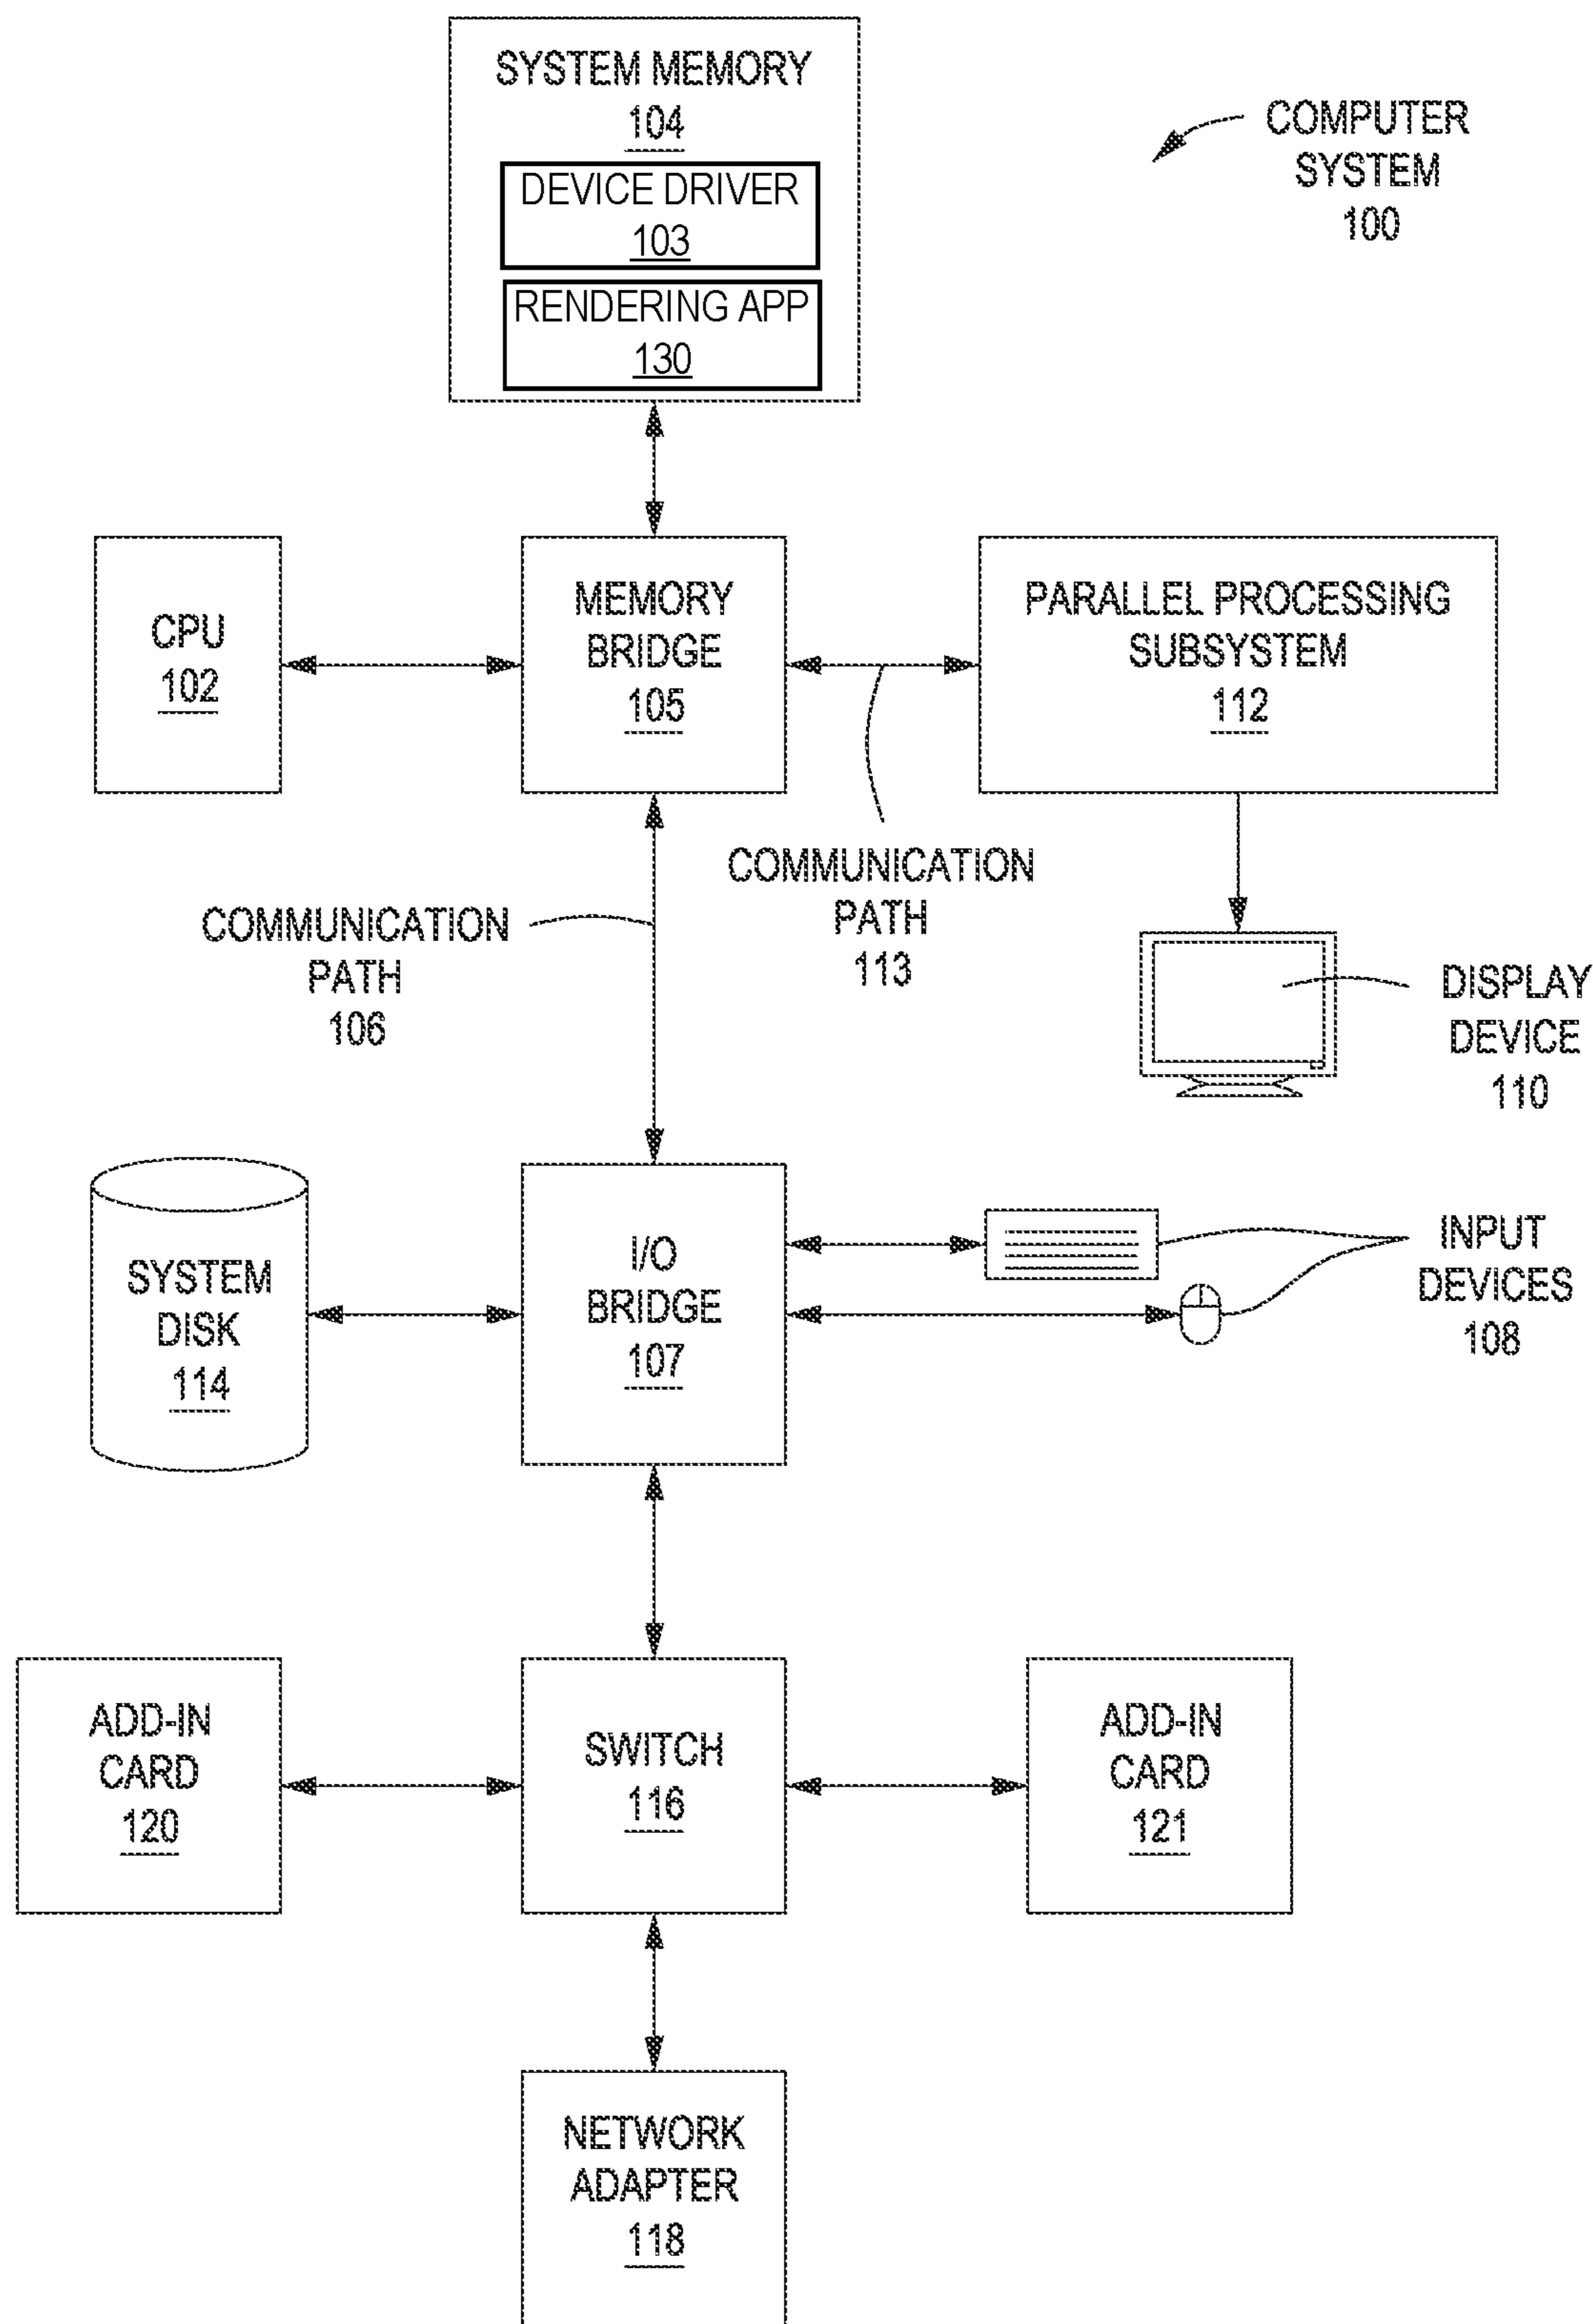 SYSTEM MEMORY
104
DEVICE DRIVER
103
RENDERING APP
130
COMPUTER
SYSTEM
100
CPU
102
MEMORY
BRIDGE
105
PARALLEL PROCESSING
SUBSYSTEM
112
COMMUNICATION
PATH
113
COMMUNICATION
PATH
106
DISPLAY
DEVICE
110
SYSTEM
DISK
114
I/O
BRIDGE
107
INPUT
DEVICES
108
ADD-IN
CARD
120
SWITCH
116
ADD-IN
CARD
121
NETWORK
ADAPTER
118